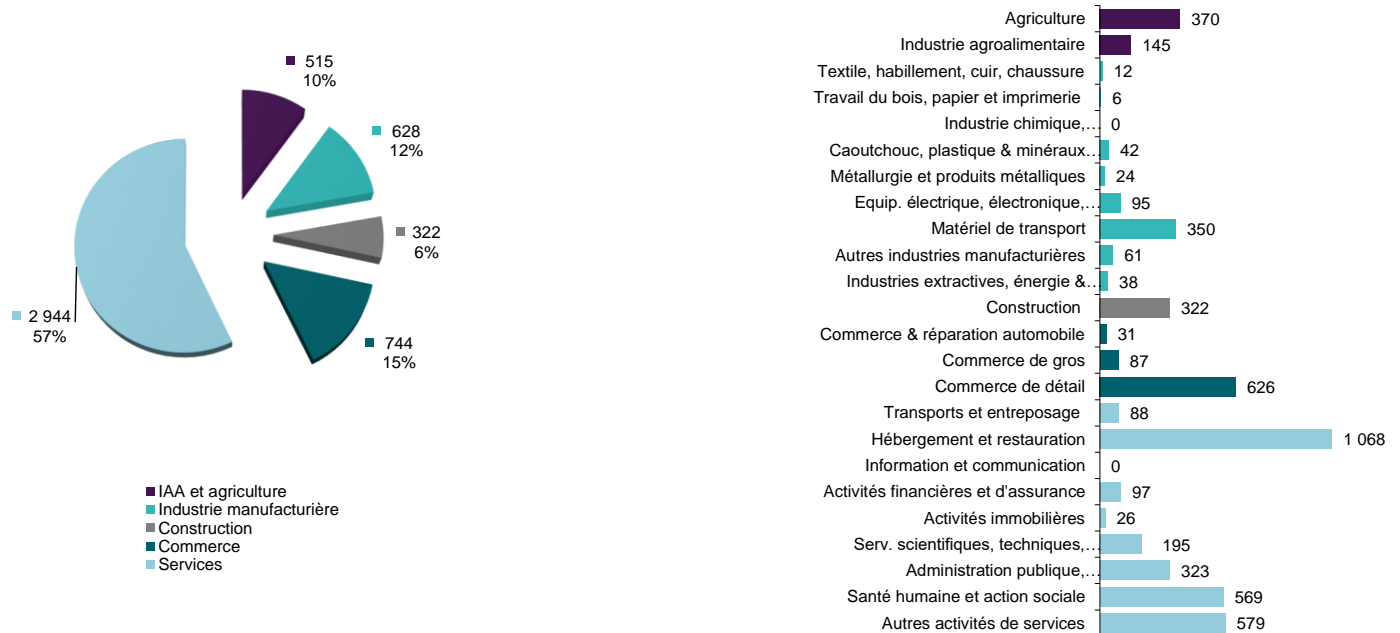 515
10%
628
12%
322
6%
744
15%
2 944
57%
IAA et agriculture
Industrie manufacturière
Construction
Commerce
Services
Agriculture 370
Industrie agroalimentaire 145
Textile, habillement, cuir, chaussure 12
Travail du bois, papier et imprimerie 6
Industrie chimique,… 0
Caoutchouc, plastique & minéraux… 42
Métallurgie et produits métalliques 24
Equip. électrique, électronique,… 95
Matériel de transport 350
Autres industries manufacturières 61
Industries extractives, énergie &… 38
Construction 322
Commerce & réparation automobile 31
Commerce de gros 87
Commerce de détail 626
Transports et entreposage 88
Hébergement et restauration 1 068
Information et communication 0
Activités financières et d'assurance 97
Activités immobilières 26
Serv. scientifiques, techniques,… 195
Administration publique,… 323
Santé humaine et action sociale 569
Autres activités de services 579